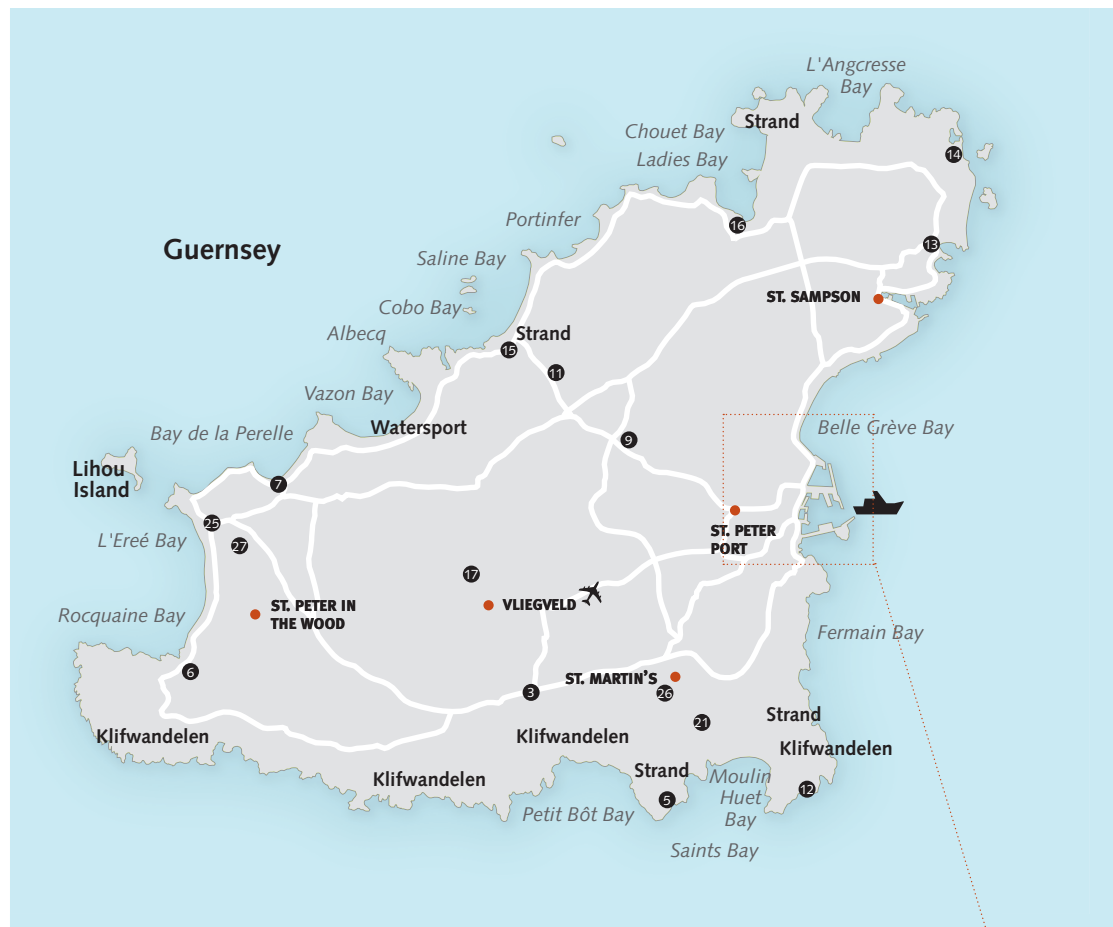 L'Angcresse
Bay
Strand
Chouet Bay
Ladies Bay
14
Portinfer
16
13
Guernsey
Saline Bay
ST. SAMPSON
Cobo Bay
Albecq
Strand
15
11
Vazon Bay
Watersport
Belle Grève Bay
Bay de la Perelle
9
Lihou
Island
7
ST. PETER
PORT
25
L'Ereé Bay
27
17
VLIEGVELD
ST. PETER IN
THE WOOD
Rocquaine Bay
Fermain Bay
6
ST. MARTIN'S
3
26
21
Strand
Klifwandelen
Klifwandelen
Klifwandelen
Klifwandelen
Strand
Moulin
Huet
Bay
12
5
Petit Bôt Bay
Saints Bay